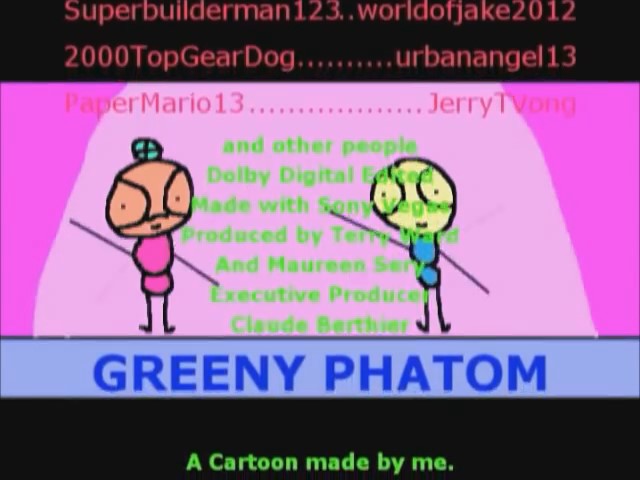 Superbuilderman123..worldofjake2012
2000TopGearDog..........urbanangel13
PaperMario13..................JerryTVong
and other people
Dolby Digital Edited
Made with Sony Vegas
Produced by Terry Ward
And Maureen Sery
Executive Producer
Claude Berthier
GREENY PHATOM
A Cartoon made by me.